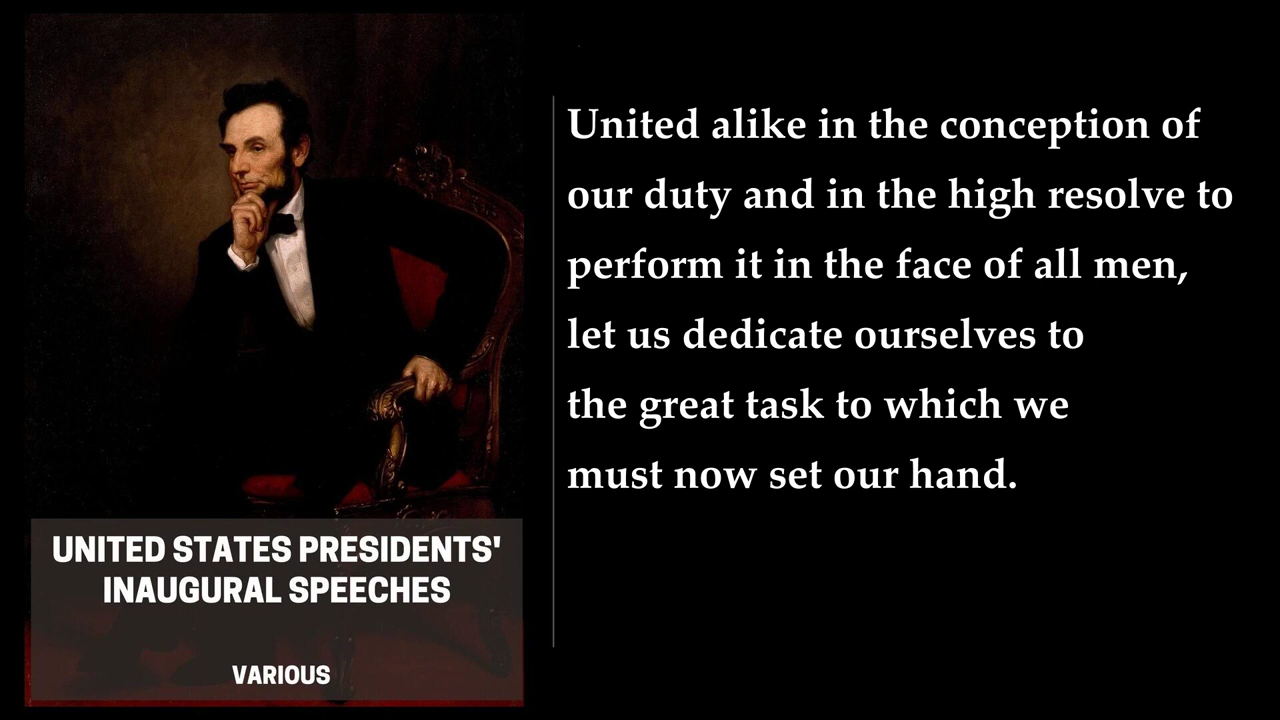 United alike in the conception of
our duty and in the high resolve to
perform it in the face of all men,
let us dedicate ourselves to
the great task to which we
must now set our hand.
UNITED STATES PRESIDENTS'
INAUGURAL SPEECHES
VARIOUS